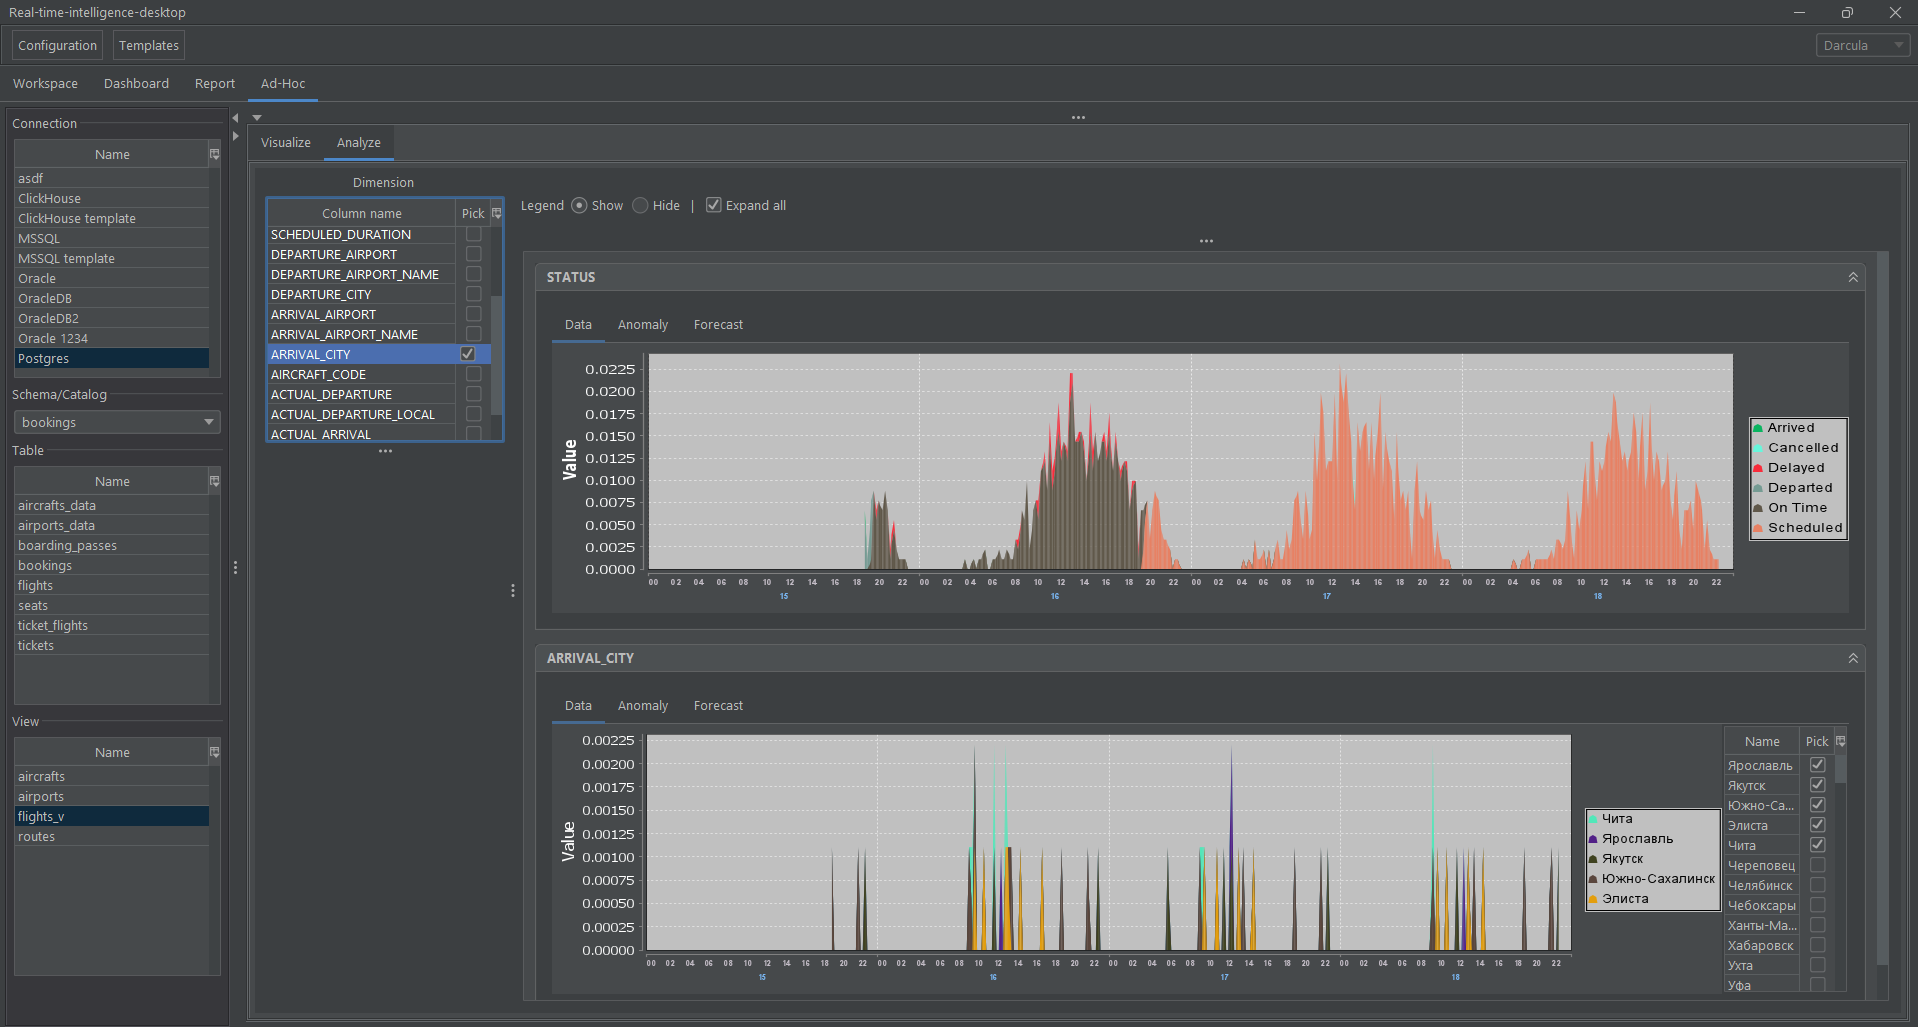 Real-time-intelligence-desktop
Configuration
Templates
Darcula
Workspace
Dashboard
Report
Ad-Hoc
Connection
Name
asdf
ClickHouse
ClickHouse template
MSSQL
MSSQL template
Oracle
OracleDB
OracleDB2
Oracle 1234
Postgres
Schema/Catalog
bookings
Table
Name
aircrafts_data
airports_data
boarding_passes
bookings
flights
seats
ticket_flights
tickets
View
Name
aircrafts
airports
flights_v
routes
Visualize
Analyze
Dimension
Column name
Pick
SCHEDULED_DURATION
DEPARTURE_AIRPORT
DEPARTURE_AIRPORT_NAME
DEPARTURE_CITY
ARRIVAL_AIRPORT
ARRIVAL_AIRPORT_NAME
ARRIVAL_CITY
AIRCRAFT_CODE
ACTUAL_DEPARTURE
ACTUAL_DEPARTURE_LOCAL
ACTUAL_ARRIVAL
Legend Show Hide | Expand all
STATUS
Data
Anomaly
Forecast
Value
0.0225
0.0200
0.0175
0.0150
0.0125
0.0100
0.0075
0.0050
0.0025
0.0000
00 02 04 06 08 10 12 14 16 18 20 22 00 02 04 06 08 10 12 14 16 18 20 22 00 02 04 06 08 10 12 14 16 18 20 22 00 02 04 06 08 10 12 14 16 18 20 22
15 16 17 18
Arrived
Cancelled
Delayed
Departed
On Time
Scheduled
ARRIVAL_CITY
Data
Anomaly
Forecast
Value
0.00225
0.00200
0.00175
0.00150
0.00125
0.00100
0.00075
0.00050
0.00025
0.00000
00 02 04 06 08 10 12 14 16 18 20 22 00 02 04 06 08 10 12 14 16 18 20 22 00 02 04 06 08 10 12 14 16 18 20 22 00 02 04 06 08 10 12 14 16 18 20 22
15 16 17 18
Чита
Ярославль
Якутск
Южно-Сахалинск
Элиста
Name
Pick
Ярославль
Якутск
Южно-Са...
Элиста
Чита
Череповец
Челябинск
Чебоксары
Ханты-Ма...
Хабаровск
Ухта
Уфа